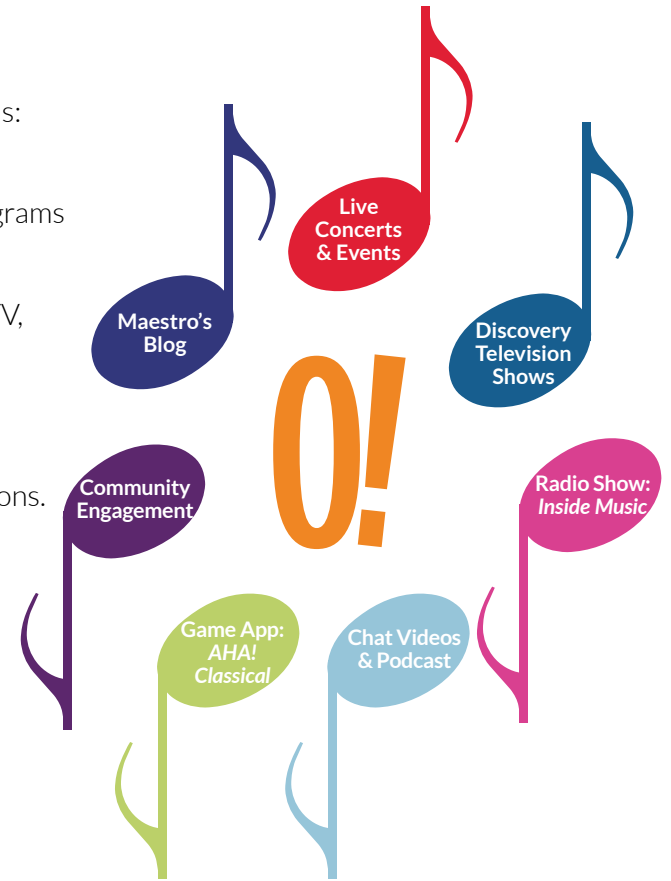 s:
grams
V,
ons.
Live
Concerts
& Events
Maestro's
Blog
Discovery
Television
Shows
O!
Community
Engagement
Radio Show:
Inside Music
Game App:
AHA!
Classical
Chat Videos
& Podcast